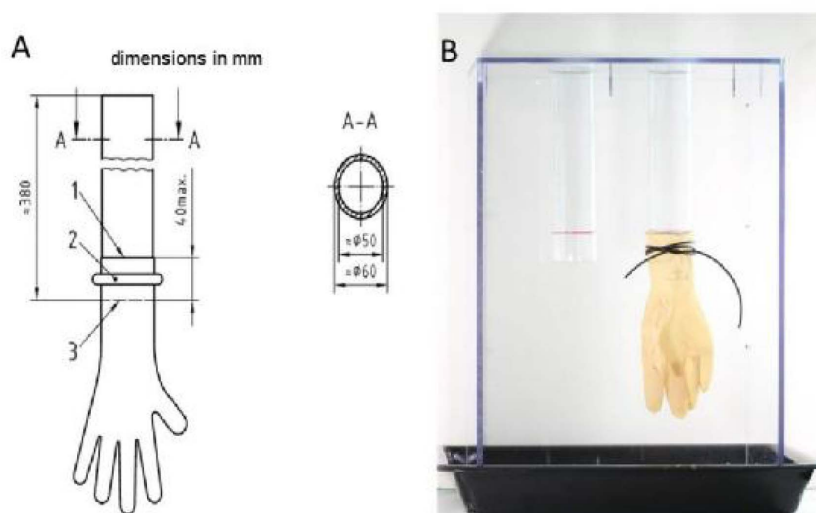 A
dimensions in mm
A A
≈380
1
40max.
2
3
A-A
≈Ø50
≈Ø60
B